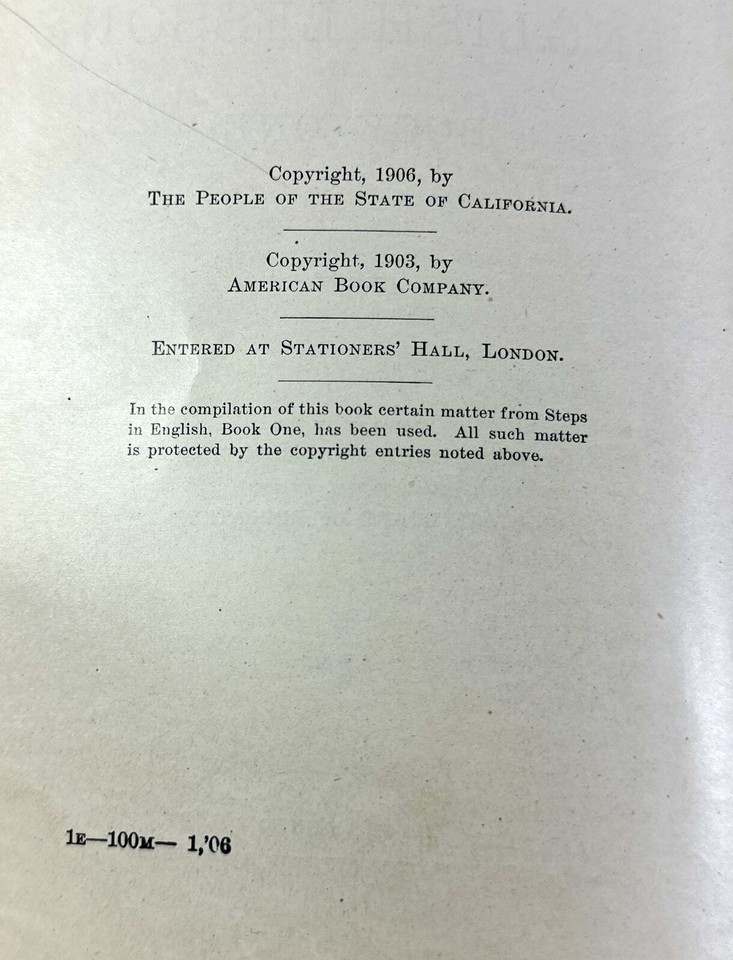 Copyright, 1906, by
THE PEOPLE OF THE STATE OF CALIFORNIA.
Copyright, 1903, by
AMERICAN BOOK COMPANY.
ENTERED AT STATIONERS' HALL, LONDON.
In the compilation of this book certain matter from Steps
in English, Book One, has been used. All such matter
is protected by the copyright entries noted above.
1E—100M— 1,'06